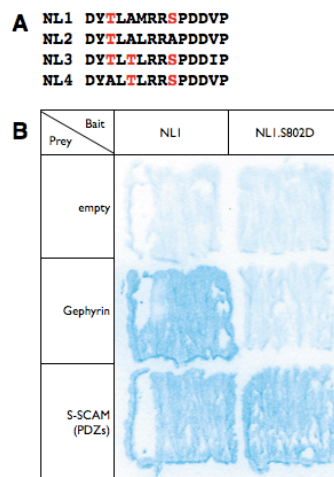 A
NL1 DYTLAMRRSPDDVP
NL2 DYTLALRRAPDDVP
NL3 DYTLTLRRSPDDIP
NL4 DYALTLRRSPDDVP
B
Bait
Prey
NL1
NL1.S802D
empty
Gephyrin
S-SCAM
(PDZs)